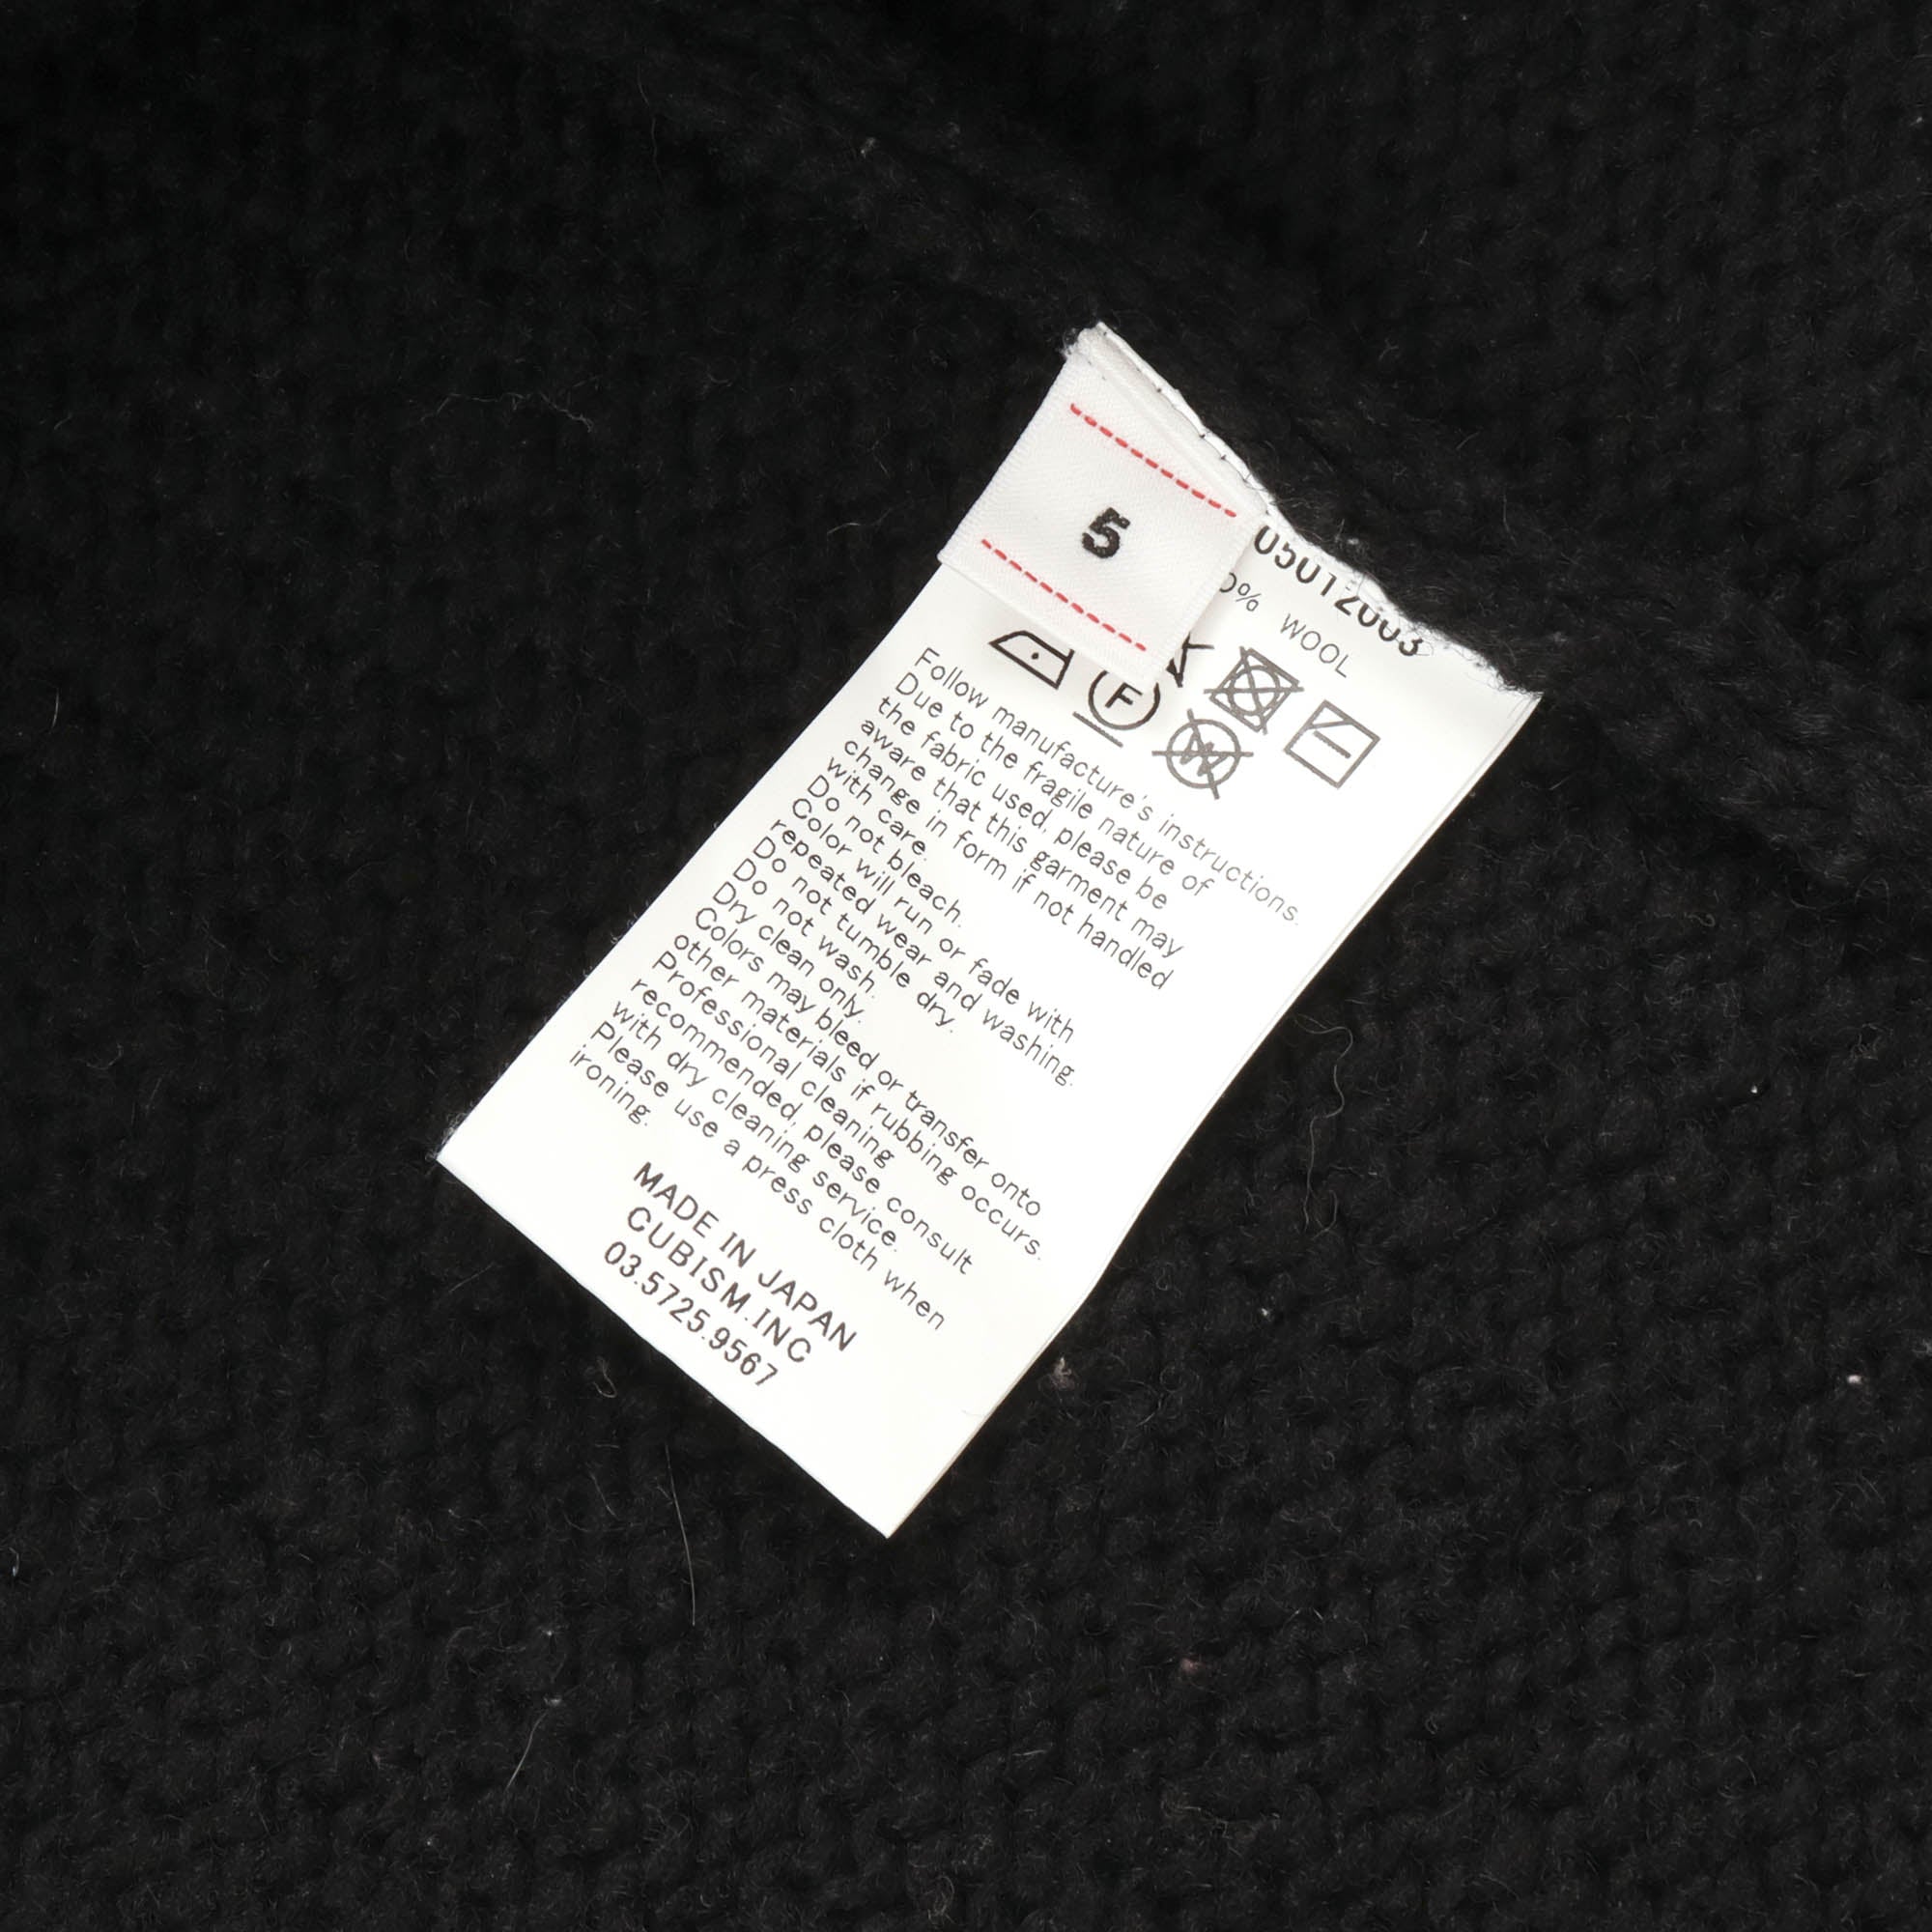 5
05012003
0% WOOL
F
W
Follow manufacture's instructions.
Due to the fragile nature of
the fabric used, please be
aware that this garment may
change in form if not handled
with care.
Do not bleach.
Color will run or fade with
repeated wear and washing.
Do not tumble dry.
Do not wash.
Dry clean only.
Colors may bleed or transfer onto
other materials if rubbing occurs.
Professional cleaning
recommended, please consult
with dry cleaning service.
Please use a press cloth when
ironing.
MADE IN JAPAN
CUBISM.INC
03.5725.9567